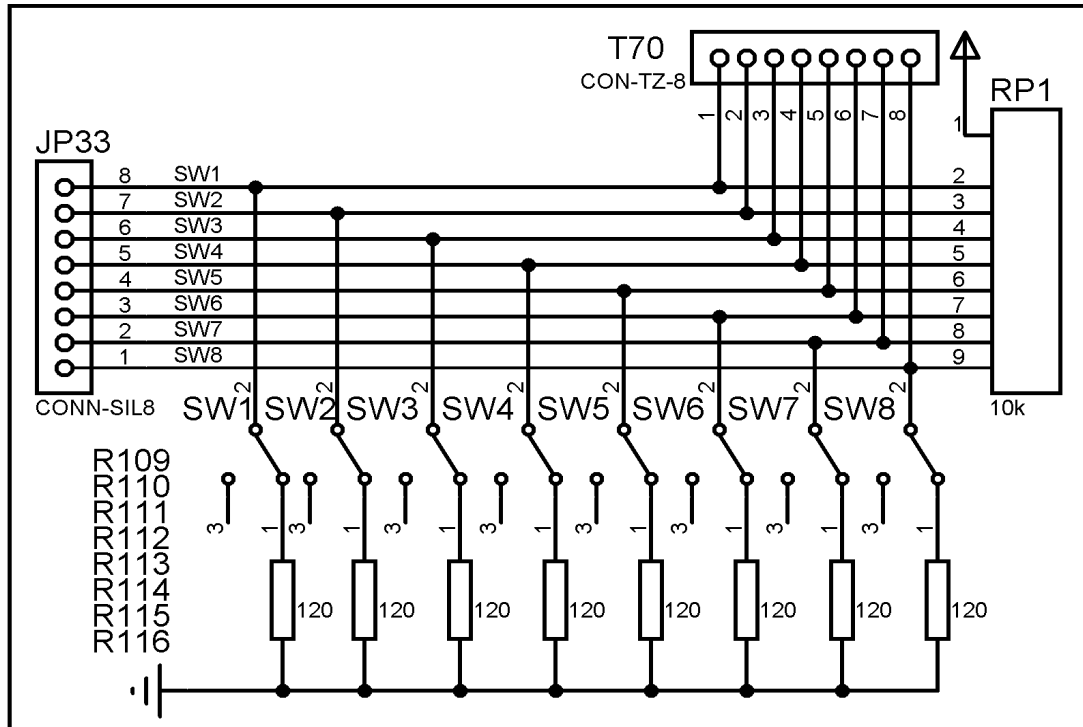 T70
CON-TZ-8
1 2 3 4 5 6 7 8
RP1
1
JP33
8 SW1 2
7 SW2 3
6 SW3 4
5 SW4 5
4 SW5 6
3 SW6 7
2 SW7 8
1 SW8 9
CONN-SIL8
10k
2 2 2 2 2 2 2 2
SW1 SW2 SW3 SW4 SW5 SW6 SW7 SW8
R109
R110
R111
R112
R113
R114
R115
R116
3 1 3 1 3 1 3 1 3 1 3 1 3 1 3 1
120 120 120 120 120 120 120 120